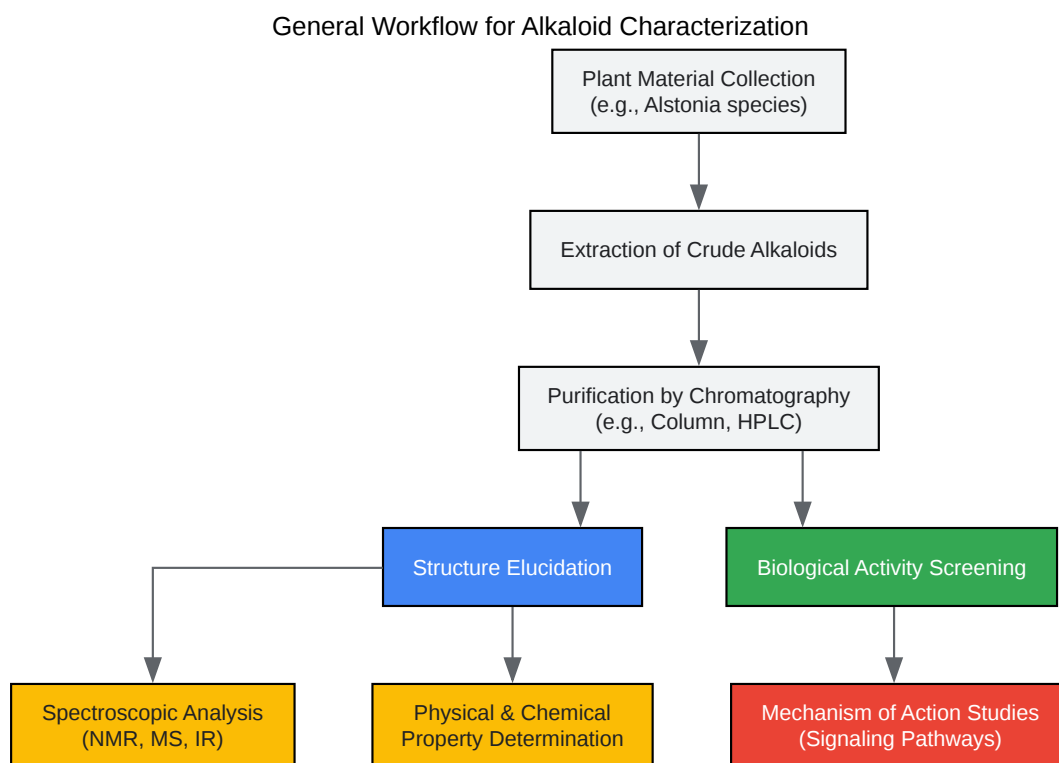 General Workflow for Alkaloid Characterization
Plant Material Collection
(e.g., Alstonia species)
Extraction of Crude Alkaloids
Purification by Chromatography
(e.g., Column, HPLC)
Structure Elucidation
Biological Activity Screening
Spectroscopic Analysis
(NMR, MS, IR)
Physical & Chemical
Property Determination
Mechanism of Action Studies
(Signaling Pathways)